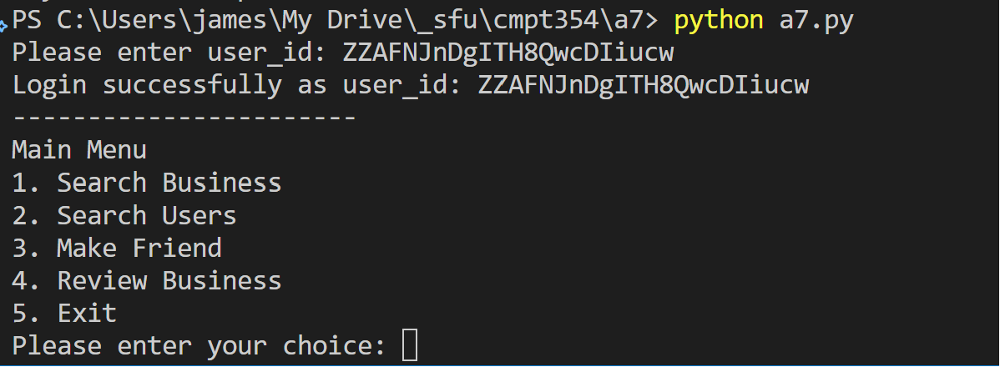 PS C:\Users\james\My Drive\_sfu\cmpt354\a7> python a7.py
Please enter user_id: ZZAFNJnDgITH8QwcDIiucw
Login successfully as user_id: ZZAFNJnDgITH8QwcDIiucw
-----------------------
Main Menu
1. Search Business
2. Search Users
3. Make Friend
4. Review Business
5. Exit
Please enter your choice: